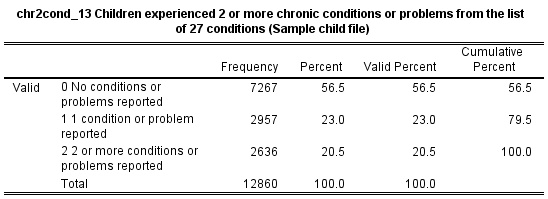 chr2cond_13 Children experienced 2 or more chronic conditions or problems from the list
of 27 conditions (Sample child file)
Frequency Percent Valid Percent Cumulative Percent
Valid 0 No conditions or problems reported 7267 56.5 56.5 56.5
1 1 condition or problem reported 2957 23.0 23.0 79.5
2 2 or more conditions or problems reported 2636 20.5 20.5 100.0
Total 12860 100.0 100.0